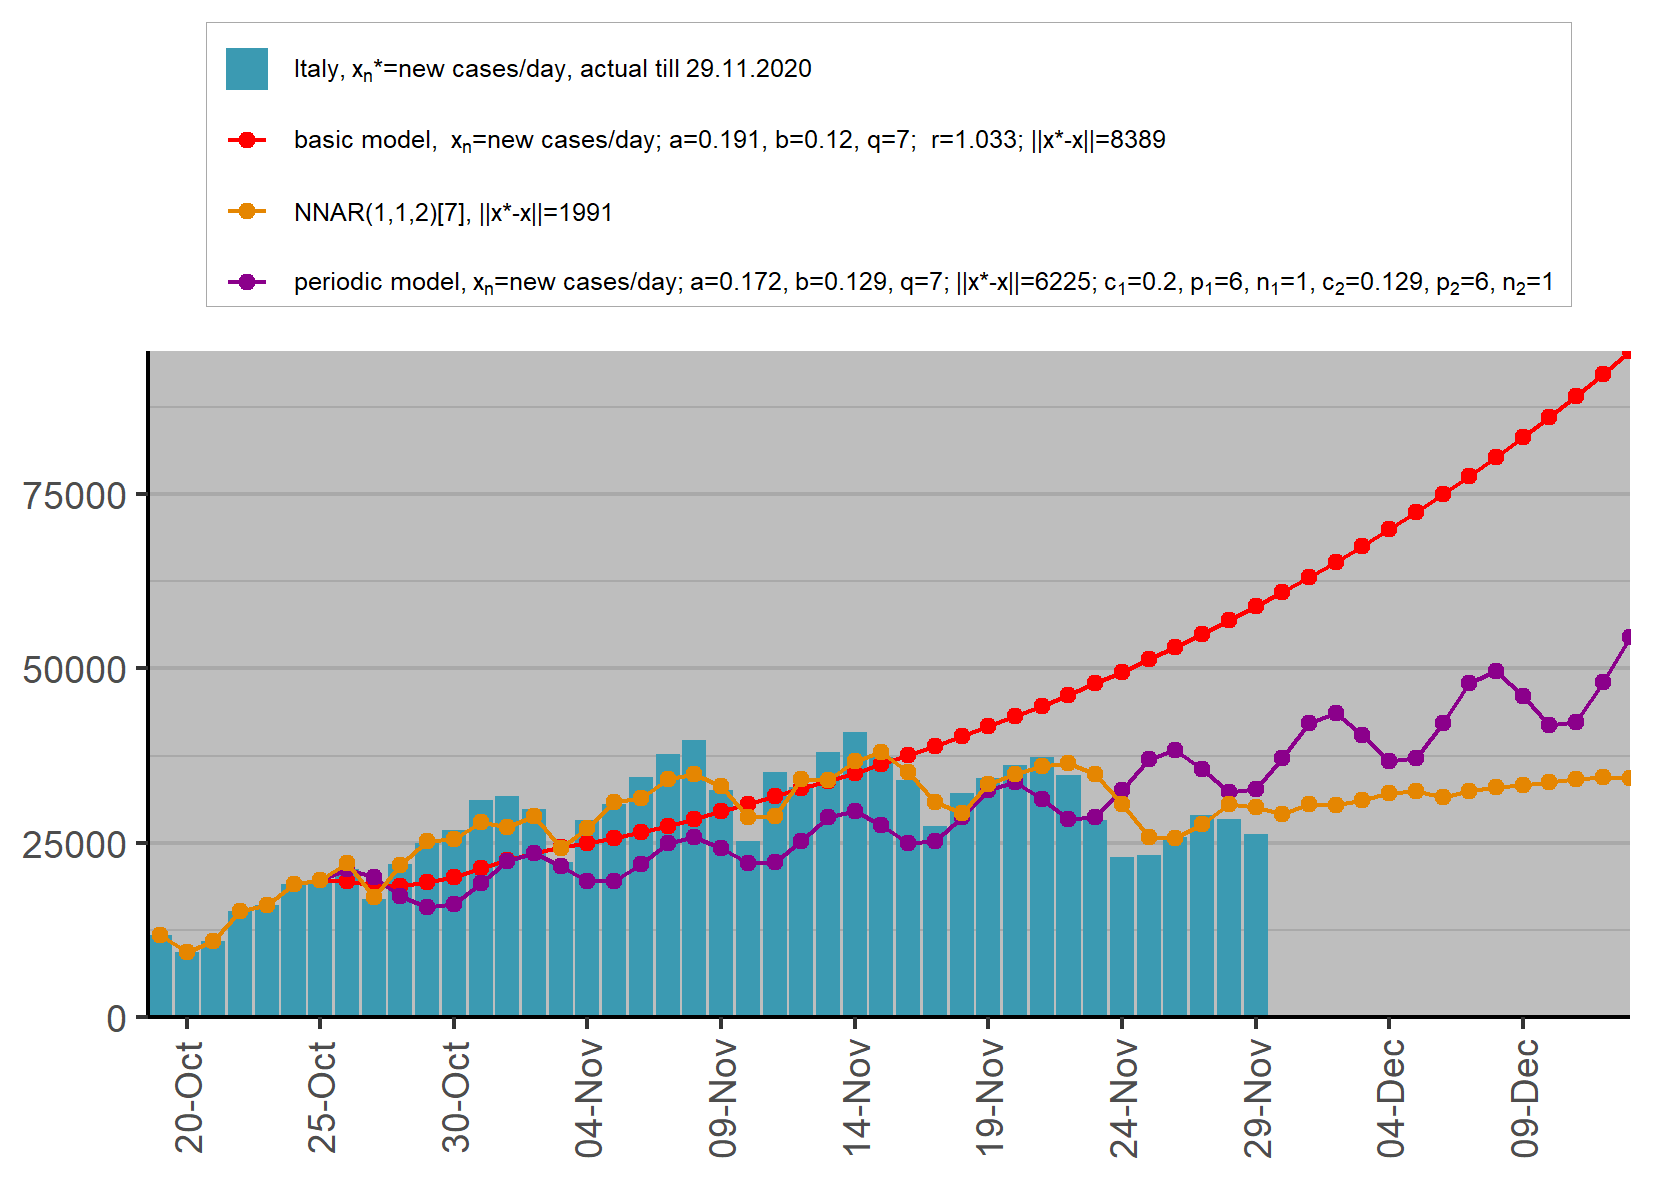 Italy, xₙ*=new cases/day, actual till 29.11.2020
basic model,  xₙ=new cases/day; a=0.191, b=0.12, q=7;  r=1.033; ||x*-x||=8389
NNAR(1,1,2)[7], ||x*-x||=1991
periodic model, xₙ=new cases/day; a=0.172, b=0.129, q=7; ||x*-x||=6225; c₁=0.2, p₁=6, n₁=1, c₂=0.129, p₂=6, n₂=1
75000
50000
25000
0
20-Oct
25-Oct
30-Oct
04-Nov
09-Nov
14-Nov
19-Nov
24-Nov
29-Nov
04-Dec
09-Dec